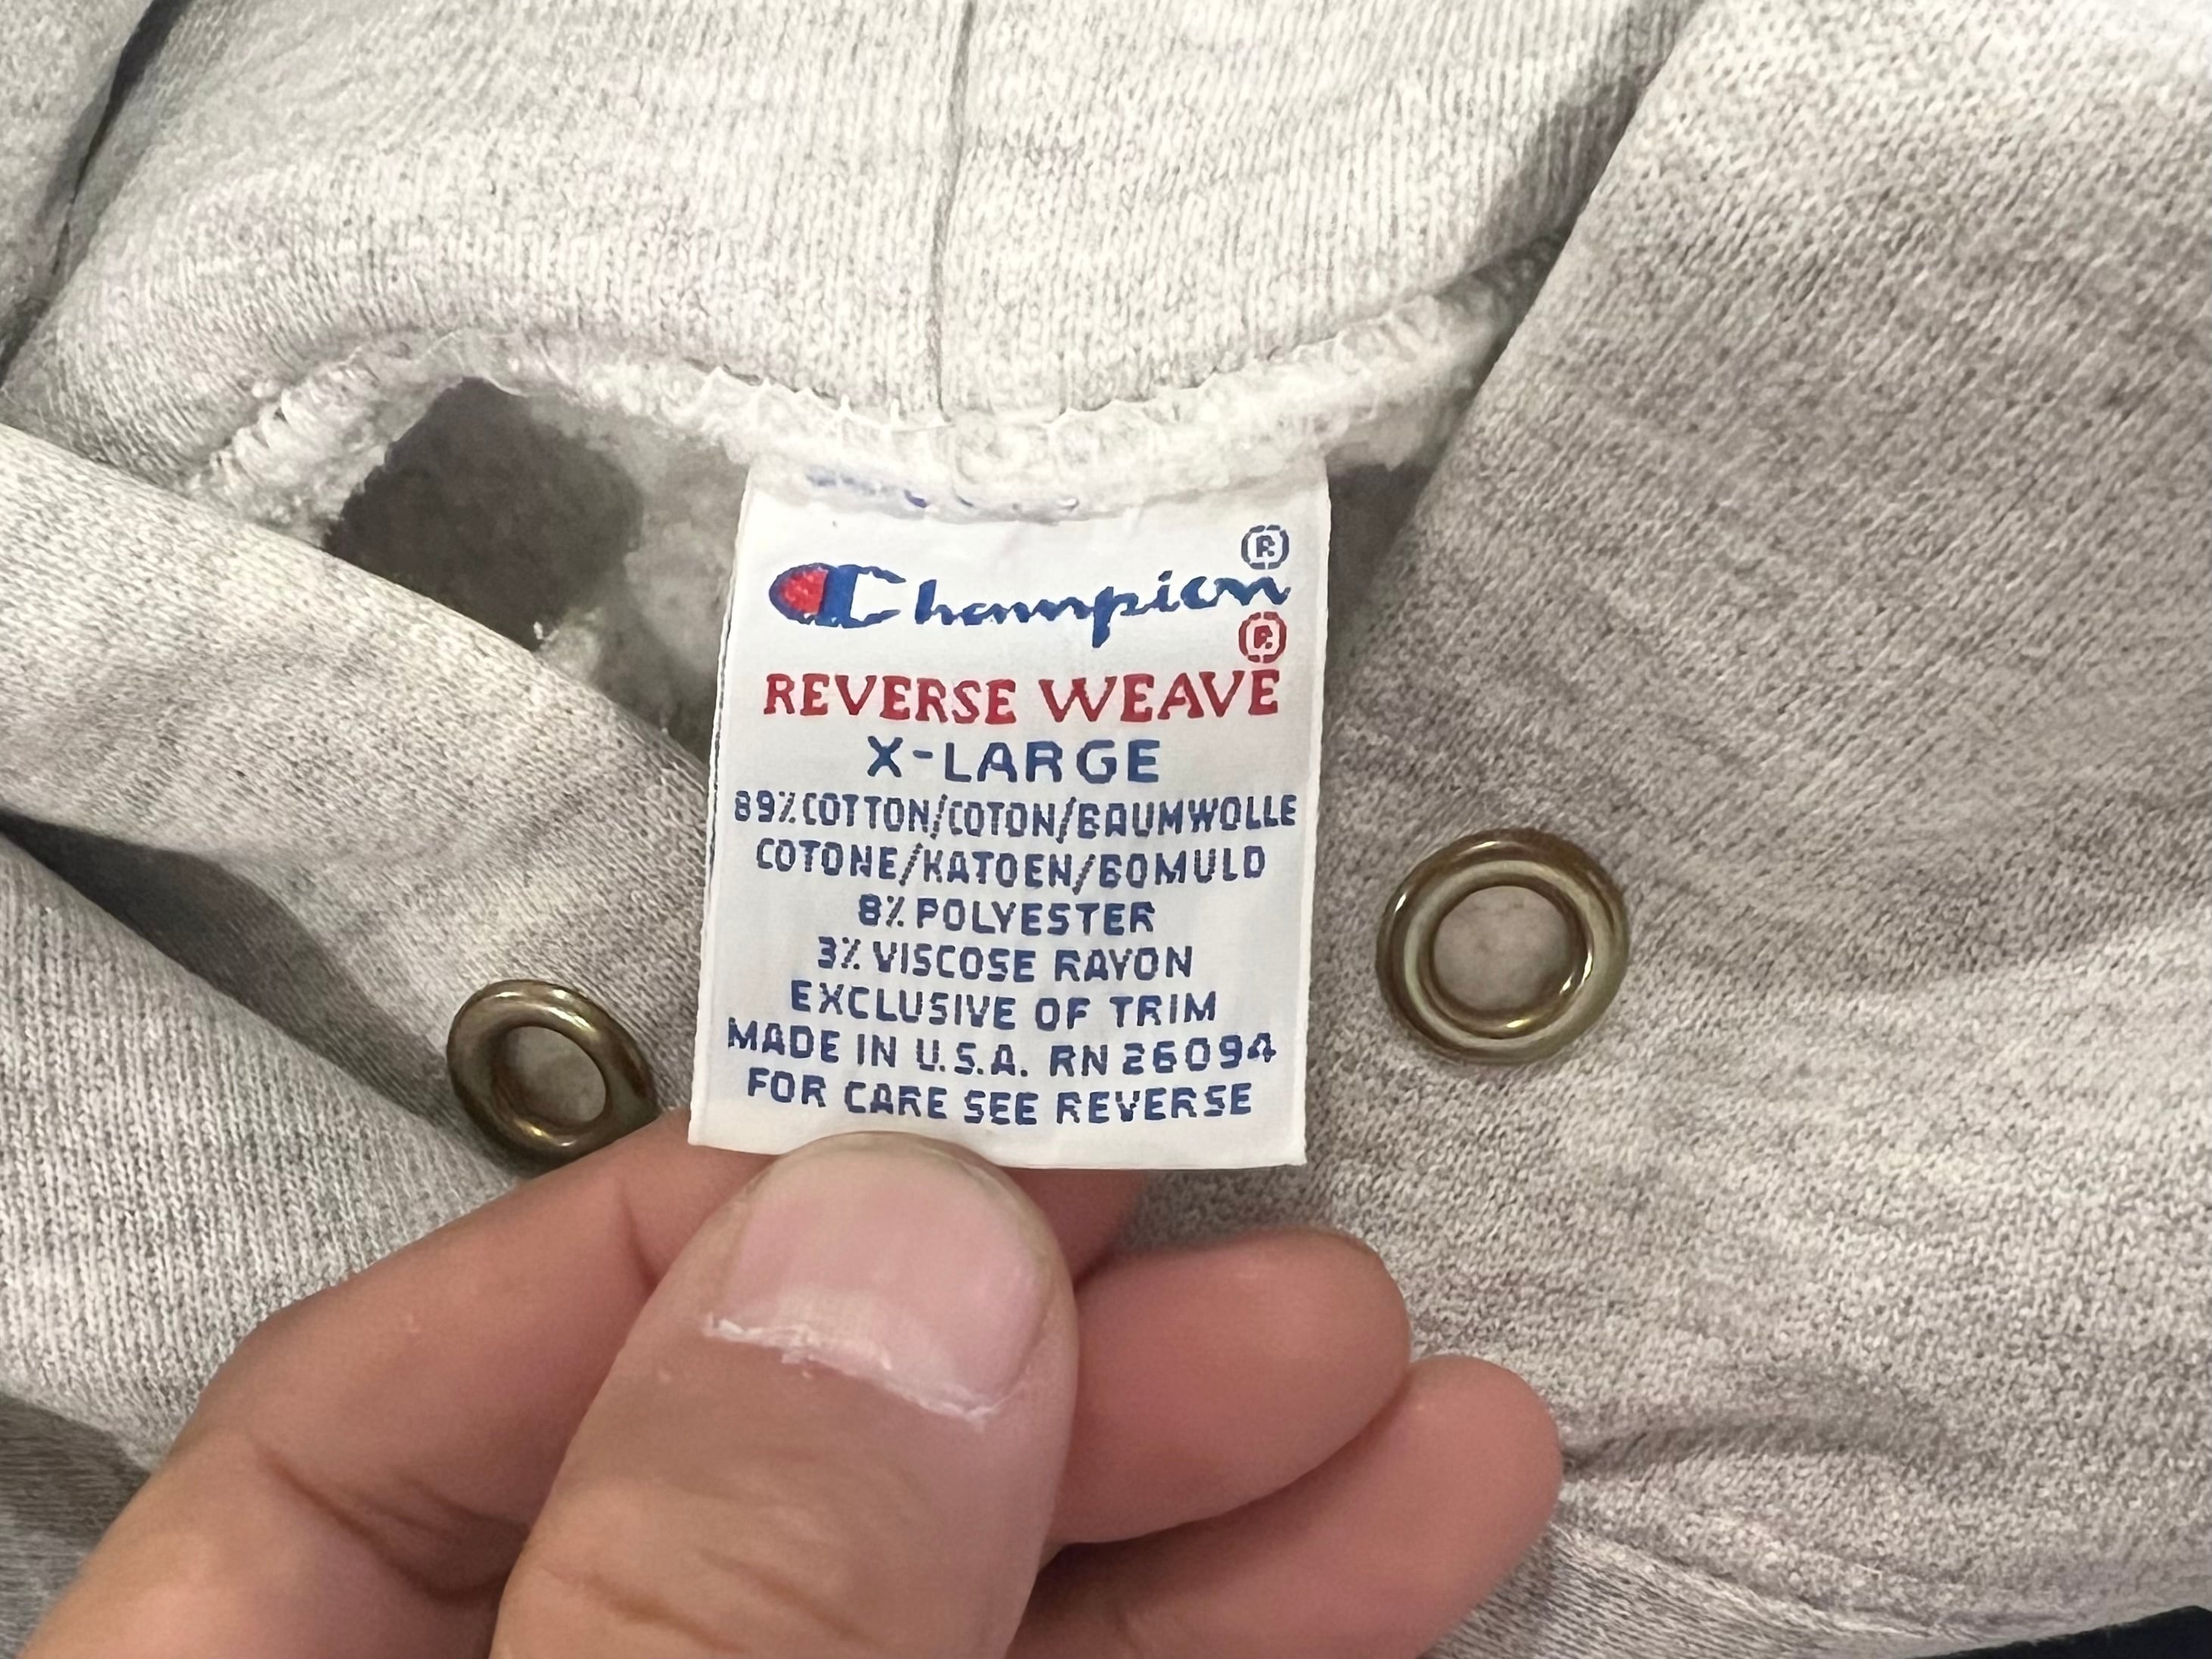 Champion®
REVERSE WEAVE®
X-LARGE
89% COTTON/COTON/BAUMWOLLE
COTONE/KATOEN/BOMULD
8% POLYESTER
3% VISCOSE RAYON
EXCLUSIVE OF TRIM
MADE IN U.S.A. RN 26094
FOR CARE SEE REVERSE